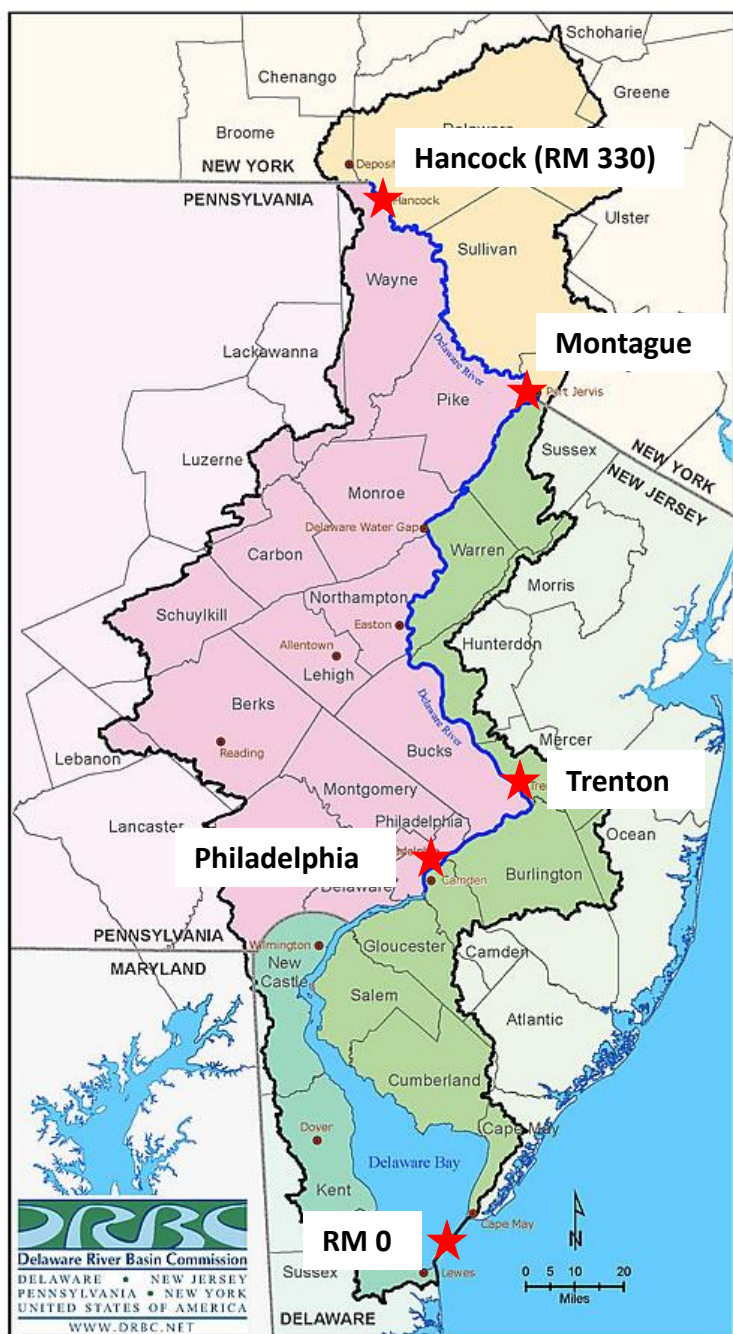 Schoharie
Chenango
Greene
Broome
Hancock (RM 330)
NEW YORK
PENNSYLVANIA
Hancock
Ulster
Sullivan
Wayne
Montague
Lackawanna
Delaware River
Port Jervis
Pike
Luzerne
Sussex
NEW YORK
NEW JERSEY
Monroe
Delaware Water Gap
Warren
Carbon
Morris
Northampton
Schuylkill
Easton
Hunterdon
Allentown
Lehigh
Delaware River
Berks
Mercer
Bucks
Reading
Lebanon
Trenton
Montgomery
Philadelphia
Ocean
Lancaster
Philadelphia
Camden
Burlington
Delaware
PENNSYLVANIA
Wilmington
Gloucester
Camden
MARYLAND
New
Castle
Salem
Atlantic
Cumberland
Cape May
Dover
Delaware Bay
Kent
Cape May
N
RM 0
Lewes
Sussex
DELAWARE
10 5 0 10 20
Miles
DRBC
Delaware River Basin Commission
DELAWARE • NEW JERSEY
PENNSYLVANIA • NEW YORK
UNITED STATES OF AMERICA
WWW.DRBC.NET